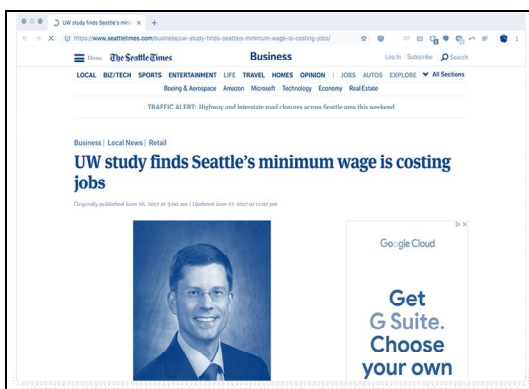 UW study finds Seattle's mini
https://www.seattletimes.com/business/uw-study-finds-seattles-minimum-wage-is-costing-jobs/
Menu The Seattle Times Business Log In Subscribe Search
LOCAL BIZ/TECH SPORTS ENTERTAINMENT LIFE TRAVEL HOMES OPINION | JOBS AUTOS EXPLORE All Sections
Boeing & Aerospace Amazon Microsoft Technology Economy Real Estate
TRAFFIC ALERT: Highway and interstate road closures across Seattle area this weekend
Business | Local News | Retail
UW study finds Seattle’s minimum wage is costing
jobs
Originally published June 26, 2017 at 3:00 am | Updated June 27, 2017 at 12:07 pm
Google Cloud
Get
G Suite.
Choose
your own